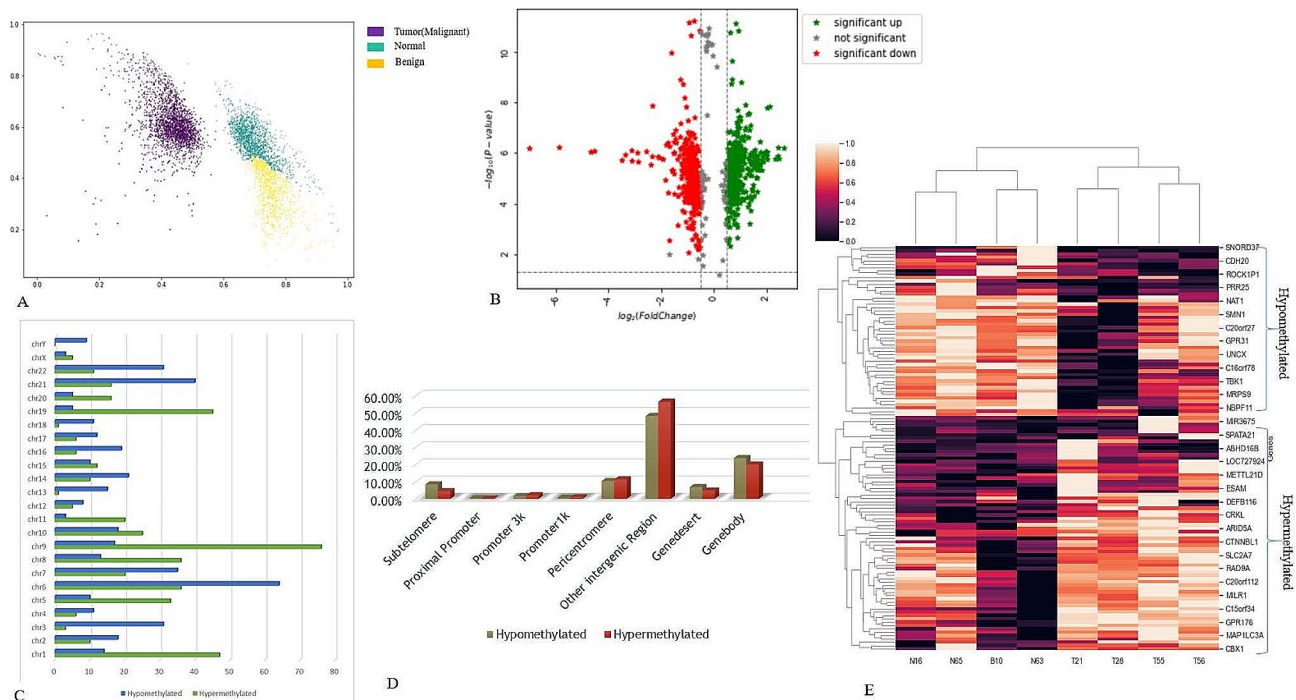 1.0
0.8
0.6
0.4
0.2
0.0 0.2 0.4 0.6 0.8 1.0
A
Tumor(Malignant)
Normal
Benign
10
8
6
4
2
-log₁₀(P − value)
-6 -4 -2 0 2
log₂(FoldChange)
B
significant up
not significant
significant down
chrY
chrX
chr22
chr21
chr20
chr19
chr18
chr17
chr16
chr15
chr14
chr13
chr12
chr11
chr10
chr9
chr8
chr7
chr6
chr5
chr4
chr3
chr2
chr1
0 10 20 30 40 50 60 70 80
Hypomethylated Hypermethylated
C
60.00%
50.00%
40.00%
30.00%
20.00%
10.00%
0.00%
Subtelomere
Proximal Promoter
Promoter 3k
Promoter1k
Pericentromere
Other Intergenic Region
Genedesert
Genebody
Hypomethylated Hypermethylated
D
1.0
0.8
0.6
0.4
0.2
0.0
SNORD37
CDH20
ROCK1P1
PRR25
NAT1
SMN1
C20orf27
GPR31
UNCX
C16orf78
TBK1
MRPS9
NBPF11
MIR3675
SPATA21
ABHD16B
LOC727924
METTL21D
ESAM
DEFB116
CRKL
ARID5A
CTNNBL1
SLC2A7
RAD9A
C20orf112
MILR1
C15orf34
GPR176
MAP1LC3A
CBX1
Genes
Hypomethylated
Hypermethylated
N16 N65 B10 N63 T21 T28 T55 T56
E